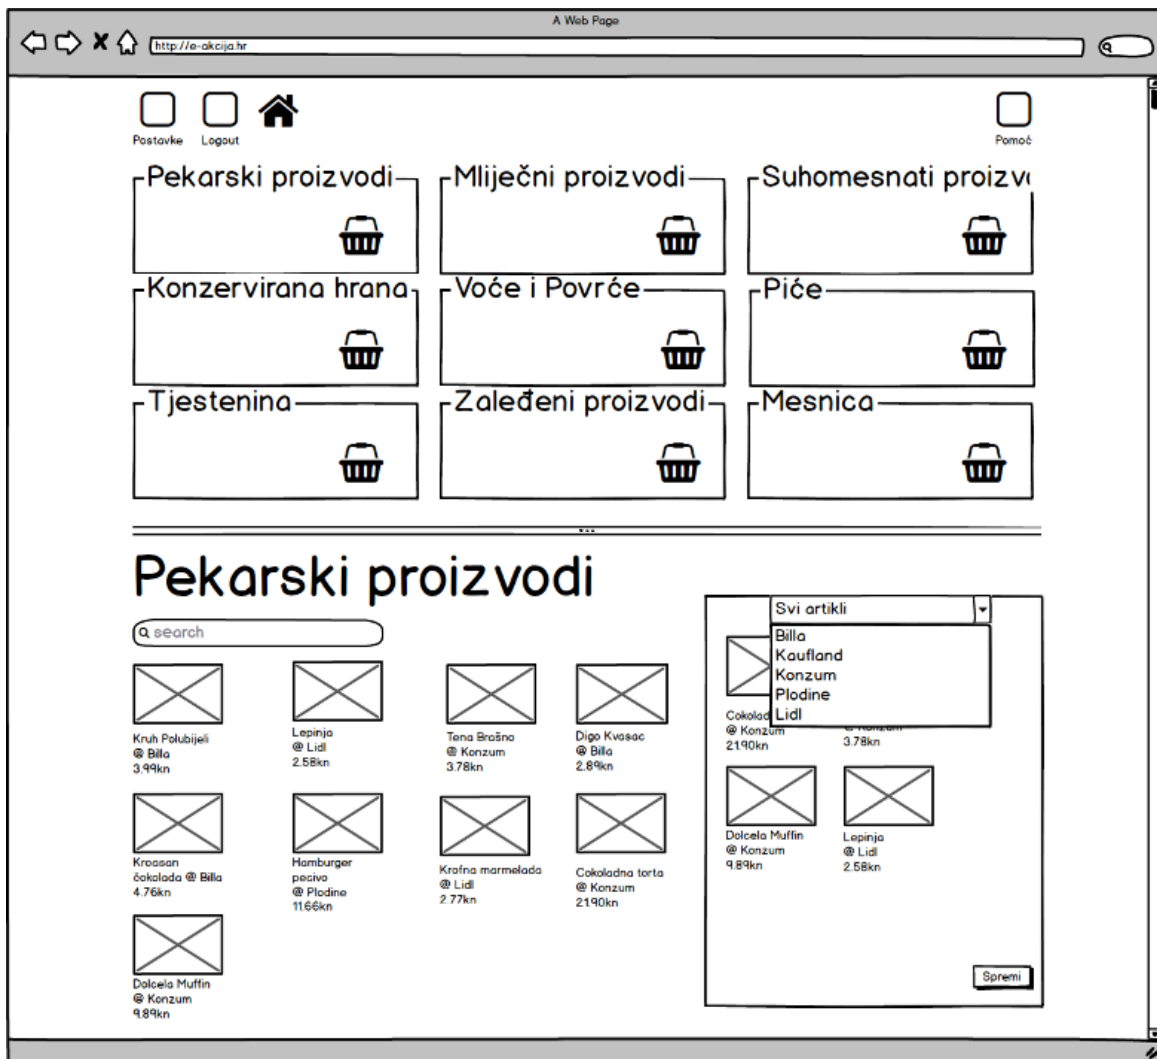 A Web Page
http://e-akcija.hr
Postavke
Logout
Pomoć
Pekarski proizvodi
Mliječni proizvodi
Suhomesnati
Konzervirana hrana
Voće i Povrće
Piće
Tjestenina
Zaleđeni proizvodi
Mesnica
Pekarski proizvodi
search
Kruh Polubijeli
@ Billa
3.99kn
Lepinja
@ Lidl
2.58kn
Tena Brašno
@ Konzum
3.78kn
Digo Kvasac
@ Billa
2.89kn
Kroasan
čokolada @ Billa
4.76kn
Hamburger
pecivo
@ Plodine
11.66kn
Krafna marmelada
@ Lidl
2.77kn
Cokoladna torta
@ Konzum
21.90kn
Dolcela Muffin
@ Konzum
9.89kn
Svi artikli
Billa
Kaufland
Konzum
Plodine
Lidl
@ Konzum
21.90kn
3.78kn
Dolcela Muffin
@ Konzum
9.89kn
Lepinja
@ Lidl
2.58kn
Spremi